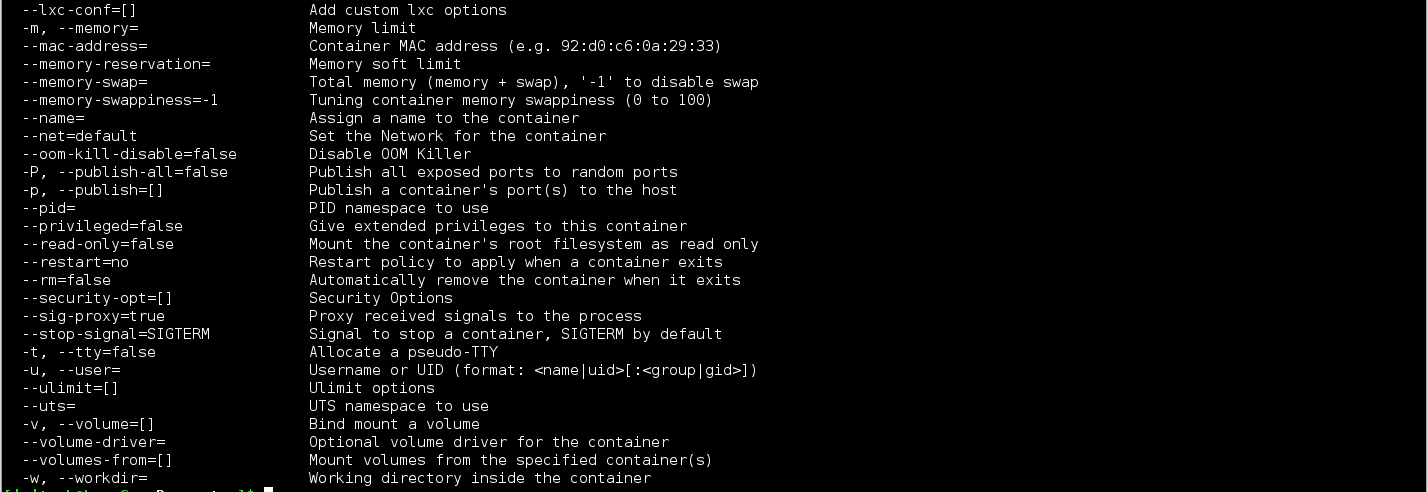 --lxc-conf=[] Add custom lxc options
-m, --memory= Memory limit
--mac-address= Container MAC address (e.g. 92:d0:c6:0a:29:33)
--memory-reservation= Memory soft limit
--memory-swap= Total memory (memory + swap), '-1' to disable swap
--memory-swappiness=-1 Tuning container memory swappiness (0 to 100)
--name= Assign a name to the container
--net=default Set the Network for the container
--oom-kill-disable=false Disable OOM Killer
-P, --publish-all=false Publish all exposed ports to random ports
-p, --publish=[] Publish a container's port(s) to the host
--pid= PID namespace to use
--privileged=false Give extended privileges to this container
--read-only=false Mount the container's root filesystem as read only
--restart=no Restart policy to apply when a container exits
--rm=false Automatically remove the container when it exits
--security-opt=[] Security Options
--sig-proxy=true Proxy received signals to the process
--stop-signal=SIGTERM Signal to stop a container, SIGTERM by default
-t, --tty=false Allocate a pseudo-TTY
-u, --user= Username or UID (format: <name|uid>[:<group|gid>])
--ulimit=[] Ulimit options
--uts= UTS namespace to use
-v, --volume=[] Bind mount a volume
--volume-driver= Optional volume driver for the container
--volumes-from=[] Mount volumes from the specified container(s)
-w, --workdir= Working directory inside the container